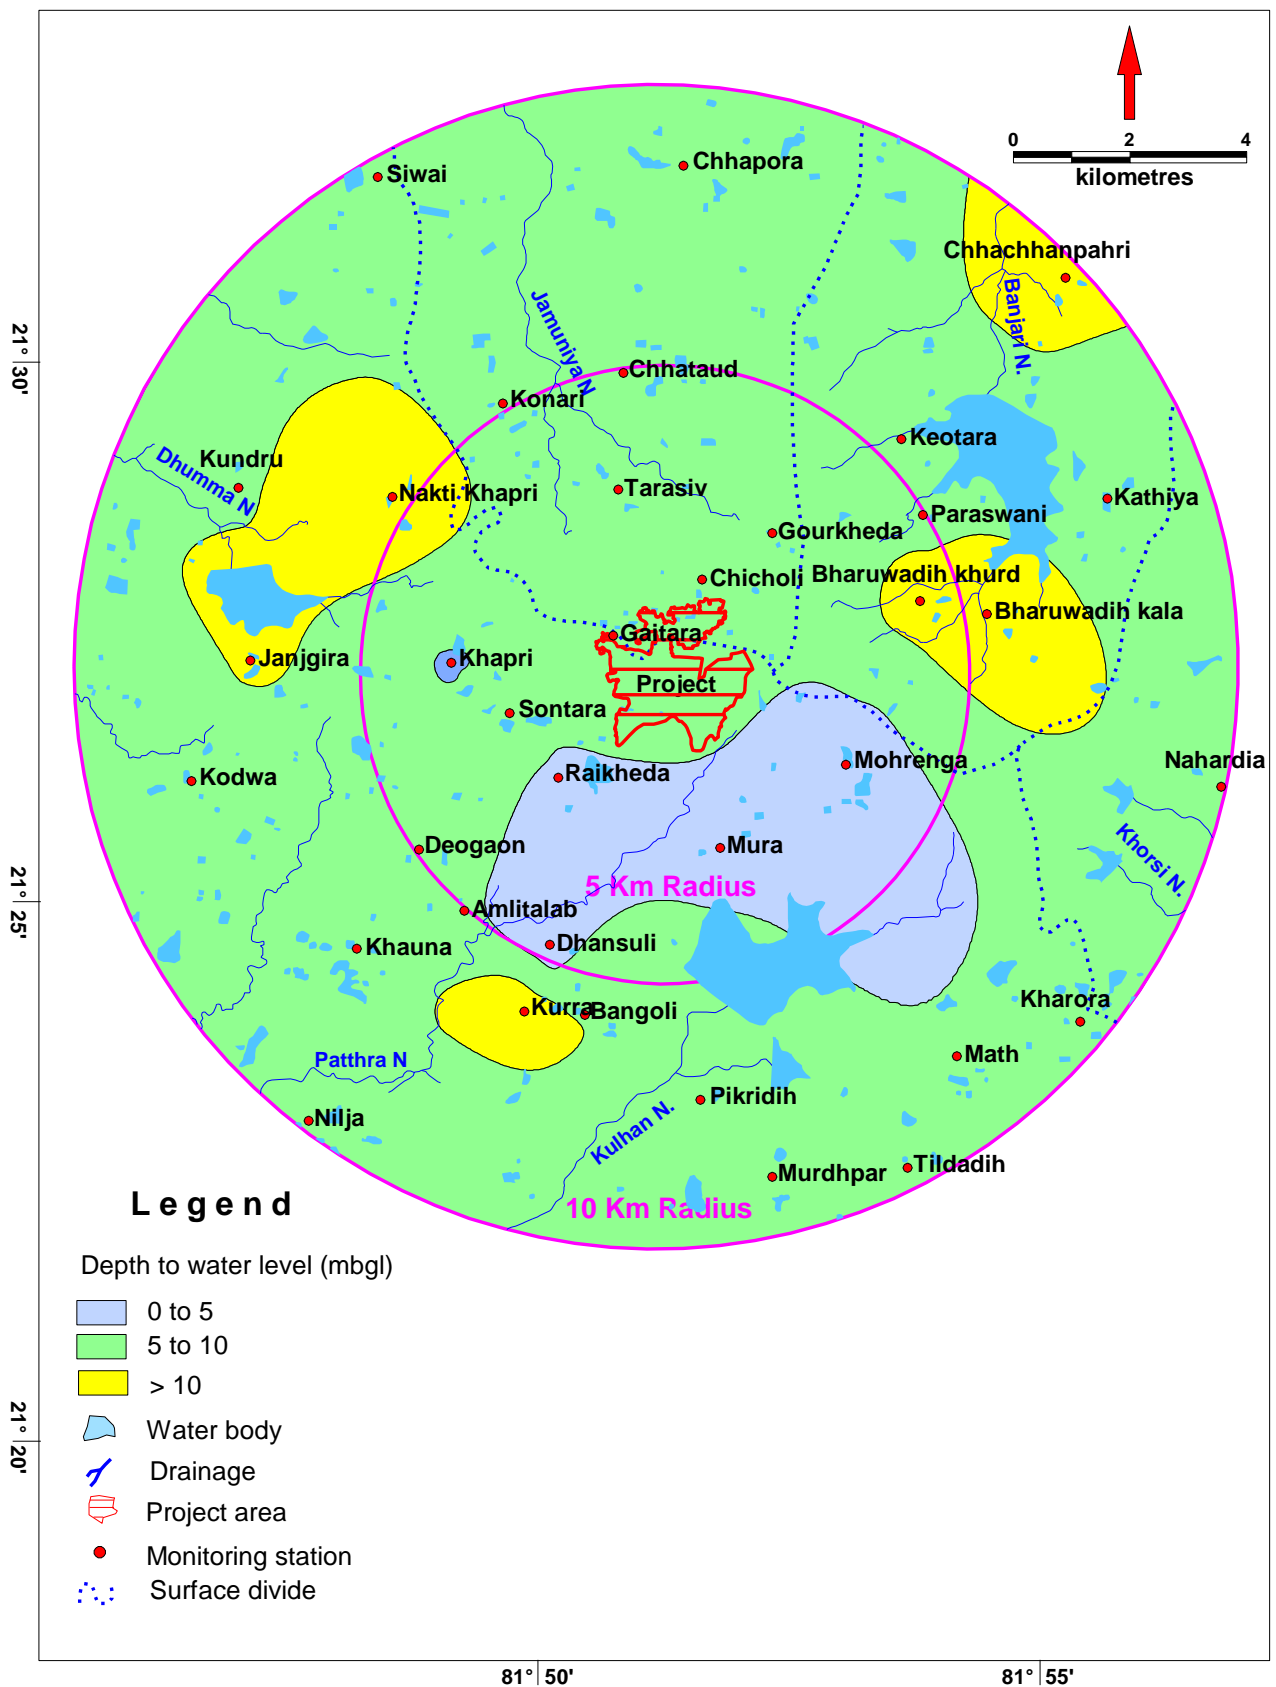 0 2 4
kilometres
Siwai
Chhapora
Chhachhanpahri
Banjari N.
Jamuniya N
21° 30'
Chhataud
Konari
Keotara
Kundru
Dhumma N
Nakti Khapri
Tarasiv
Kathiya
Paraswani
Gourkheda
Chicholi
Bharuwadih khurd
Bharuwadih kala
Gaitara
Janjgira
Khapri
Project
Sontara
Mohrenga
Nahardia
Kodwa
Raikheda
Deogaon
Mura
Khorsi N.
5 Km Radius
21° 25'
Amlitalab
Khauna
Dhansuli
Kharora
Kurra
Bangoli
Patthra N
Math
Pikridih
Nilja
Kulhan N.
Murdhpar
Tildadih
10 Km Radius
Legend
Depth to water level (mbgl)
0 to 5
5 to 10
> 10
Water body
21° 20'
Drainage
Project area
Monitoring station
Surface divide
81° 50'
81° 55'